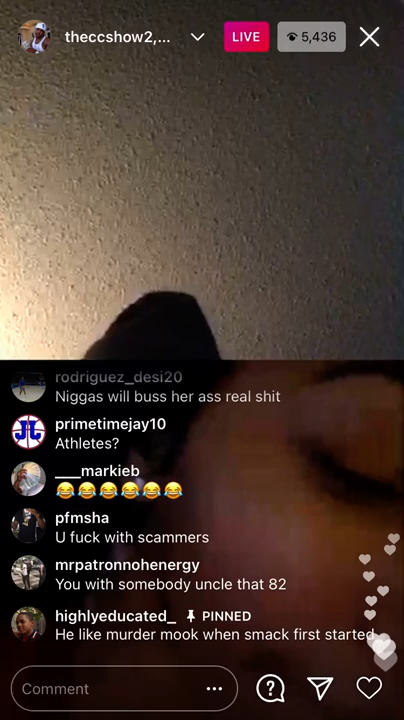 theccshow2,...
LIVE
5,436
rodriguez_desi20
Niggas will buss her ass real shit
primetimejay10
Athletes?
___markieb
😂😂😂😂😂😂
pfmsha
U fuck with scammers
mrpatronnohenergy
You with somebody uncle that 82
highlyeducated_ PINNED
He like murder mook when smack first started
Comment